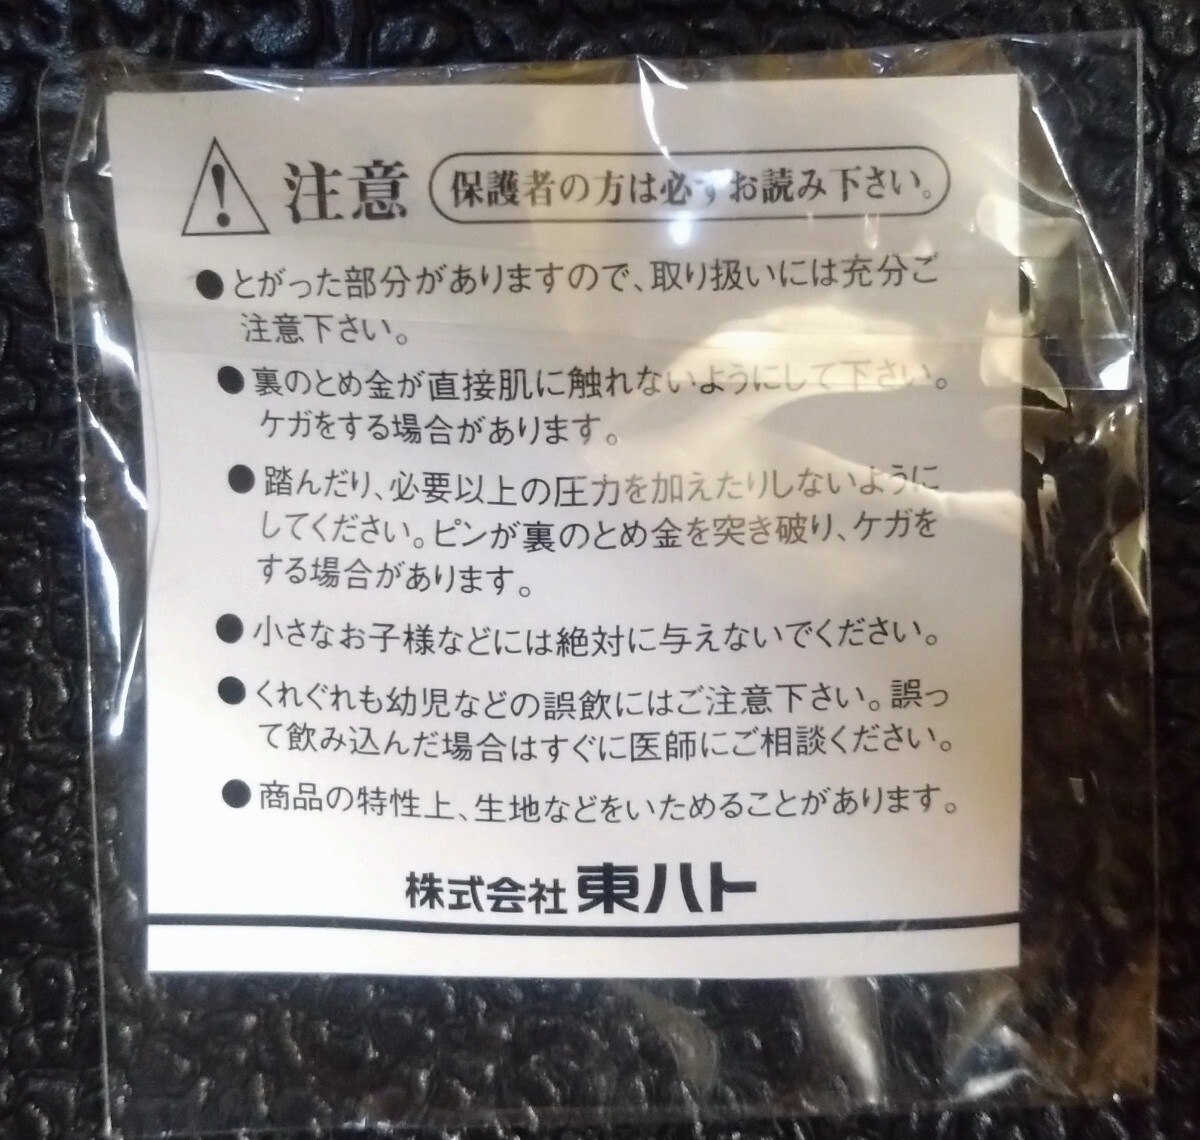 注意 保護者の方は必ずお読み下さい。
●とがった部分がありますので、取り扱いには充分ご
注意下さい。
●裏のとめ金が直接肌に触れないようにして下さい。
ケガをする場合があります。
●踏んだり、必要以上の圧力を加えたりしないように
してください。ピンが裏のとめ金を突き破り、ケガを
する場合があります。
●小さなお子様などには絶対に与えないでください。
●くれぐれも幼児などの誤飲にはご注意下さい。誤っ
て飲み込んだ場合はすぐに医師にご相談ください。
●商品の特性上、生地などをいためることがあります。
株式会社 東ハト